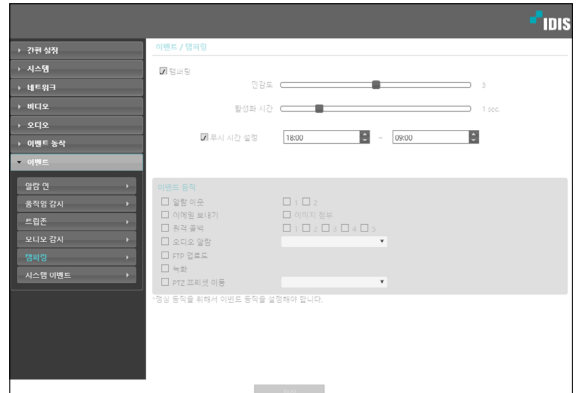 IDIS
간편 설정
시스템
네트워크
비디오
오디오
이벤트 동작
이벤트
알람 인
움직임 감지
트립존
오디오 감지
탬퍼링
시스템 이벤트
이벤트 / 탬퍼링
탬퍼링
민감도 3
활성화 시간 1 sec.
무시 시간 설정 18:00 ~ 09:00
이벤트 동작
알람 아웃 1 2
이메일 보내기 이미지 첨부
원격 콜백 1 2 3 4 5
오디오 알람
FTP 업로드
녹화
PTZ 프리셋 이동
*정상 동작을 위해서 이벤트 동작을 설정해야 합니다.